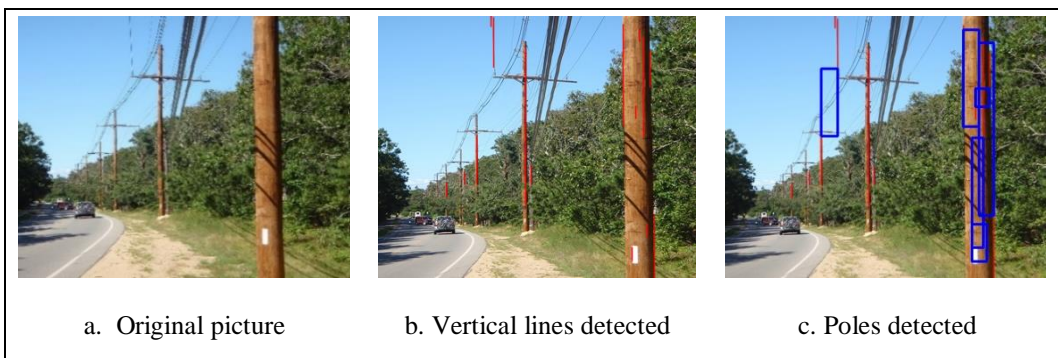 a. Original picture
b. Vertical lines detected
c. Poles detected